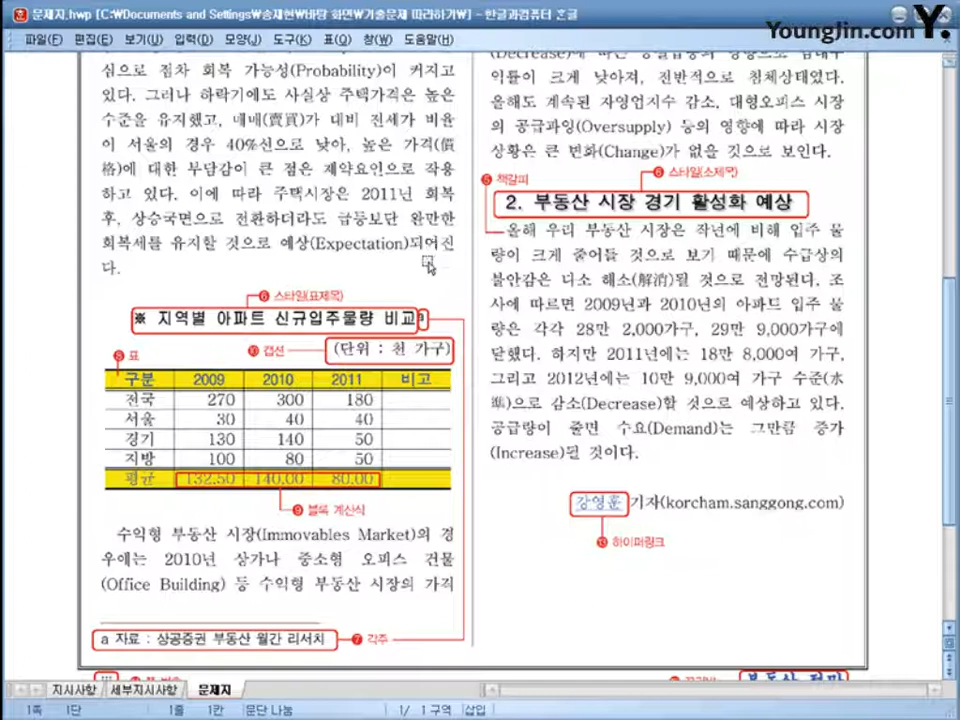 문제지.hwp [C:₩Documents and Settings₩송재현₩바탕 화면₩기출문제 따라하기₩] - 한글과컴퓨터 한글
YoungJin.com Y.
파일(F) 편집(E) 보기(U) 입력(D) 모양(J) 도구(K) 표(Q) 창(W) 도움말(H)
심으로 점차 회복 가능성(Probability)이 커지고
있다. 그러나 하락기에도 사실상 주택가격은 높은
수준을 유지했고, 매매(賣買)가 대비 전세가 비율
이 서울의 경우 40%선으로 낮아, 높은 가격(價
格)에 대한 부담감이 큰 점은 제약요인으로 작용
하고 있다. 이에 따라 주택시장은 2011년 회복
후, 상승국면으로 전환하더라도 급등보단 완만한
회복세를 유지할 것으로 예상(Expectation)되어진
다.
⑥ 스타일(표제목)
※ 지역별 아파트 신규입주물량 비교a
⑩ 캡션
(단위 : 천 가구)
⑧ 표
구분 2009 2010 2011 비고
전국 270 300 180
서울 30 40 40
경기 130 140 50
지방 100 80 50
평균 132.50 140.00 80.00
⑨ 블록 계산식
수익형 부동산 시장(Immovables Market)의 경
우에는 2010년 상가나 중소형 오피스 건물
(Office Building) 등 수익형 부동산 시장의 가격
a 자료 : 상공증권 부동산 월간 리서치
⑦ 각주
익률이 크게 낮아져, 전반적으로 침체상태였다.
올해도 계속된 자영업지수 감소, 대형오피스 시장
의 공급과잉(Oversupply) 등의 영향에 따라 시장
상황은 큰 변화(Change)가 없을 것으로 보인다.
⑤ 책갈피
⑥ 스타일(소제목)
2. 부동산 시장 경기 활성화 예상
올해 우리 부동산 시장은 작년에 비해 입주 물
량이 크게 줄어들 것으로 보기 때문에 수급상의
불안감은 다소 해소(解消)될 것으로 전망된다. 조
사에 따르면 2009년과 2010년의 아파트 입주 물
량은 각각 28만 2,000가구, 29만 9,000가구에
달했다. 하지만 2011년에는 18만 8,000여 가구,
그리고 2012년에는 10만 9,000여 가구 수준(水
準)으로 감소(Decrease)할 것으로 예상하고 있다.
공급량이 줄면 수요(Demand)는 그만큼 증가
(Increase)될 것이다.
강영훈 기자(korcham.sanggong.com)
⑬ 하이퍼링크
지시사항 세부지시사항 문제지
1쪽 1단 1줄 1칸 문단 나눔 1/ 1 구역 삽입